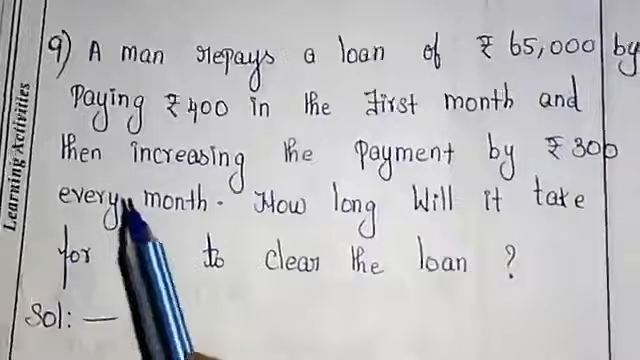 Learning Activities
9) A man repays a loan of ₹ 65,000 by
Paying ₹400 in the First month and
then increasing the payment by ₹ 300
every month. How long Will it take
for to clear the loan ?
Sol: —